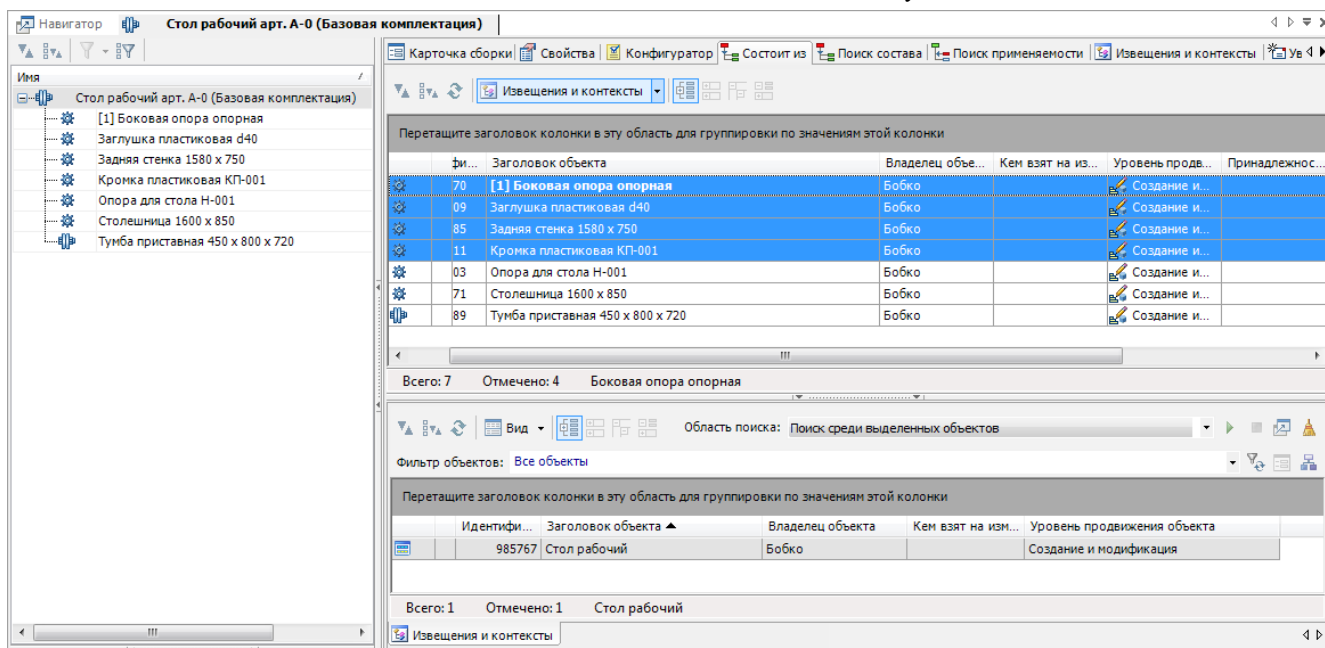 Навигатор Стол рабочий арт. А-0 (Базовая комплектация)
Имя
Стол рабочий арт. А-0 (Базовая комплектация)
[1] Боковая опора опорная
Заглушка пластиковая d40
Задняя стенка 1580 x 750
Кромка пластиковая КП-001
Опора для стола Н-001
Столешница 1600 x 850
Тумба приставная 450 x 800 x 720
Карточка сборки Свойства Конфигуратор Состоит из Поиск состава Поиск применяемости Извещения и контексты Ув
Извещения и контексты
Перетащите заголовок колонки в эту область для группировки по значениям этой колонки
фи... Заголовок объекта Владелец объе... Кем взят на из... Уровень продв... Принадлежнос...
70 [1] Боковая опора опорная Бобко Создание и...
09 Заглушка пластиковая d40 Бобко Создание и...
85 Задняя стенка 1580 x 750 Бобко Создание и...
11 Кромка пластиковая КП-001 Бобко Создание и...
03 Опора для стола Н-001 Бобко Создание и...
71 Столешница 1600 x 850 Бобко Создание и...
89 Тумба приставная 450 x 800 x 720 Бобко Создание и...
Всего: 7 Отмечено: 4 Боковая опора опорная
Вид Область поиска: Поиск среди выделенных объектов
Фильтр объектов: Все объекты
Перетащите заголовок колонки в эту область для группировки по значениям этой колонки
Идентифи... Заголовок объекта Владелец объекта Кем взят на изм... Уровень продвижения объекта
985767 Стол рабочий Бобко Создание и модификация
Всего: 1 Отмечено: 1 Стол рабочий
Извещения и контексты